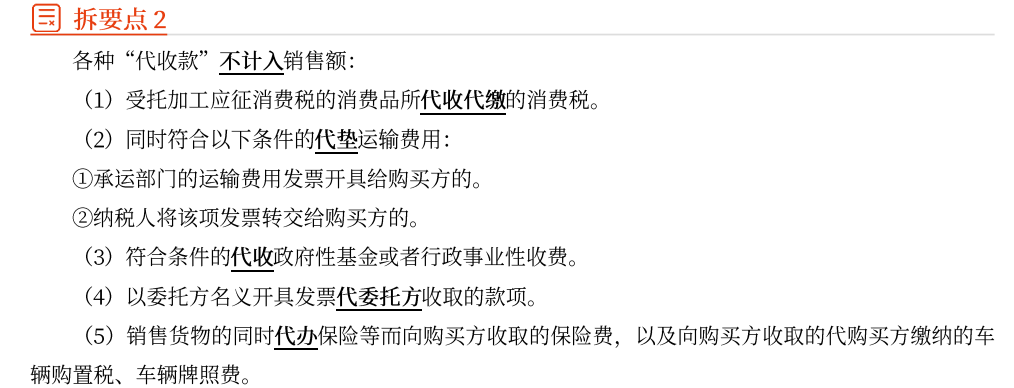 拆要点 2
各种“代收款”不计入销售额：
（1）受托加工应征消费税的消费品所代收代缴的消费税。
（2）同时符合以下条件的代垫运输费用：
①承运部门的运输费用发票开具给购买方的。
②纳税人将该项发票转交给购买方的。
（3）符合条件的代收政府性基金或者行政事业性收费。
（4）以委托方名义开具发票代委托方收取的款项。
（5）销售货物的同时代办保险等而向购买方收取的保险费，以及向购买方收取的代购买方缴纳的车
辆购置税、车辆牌照费。